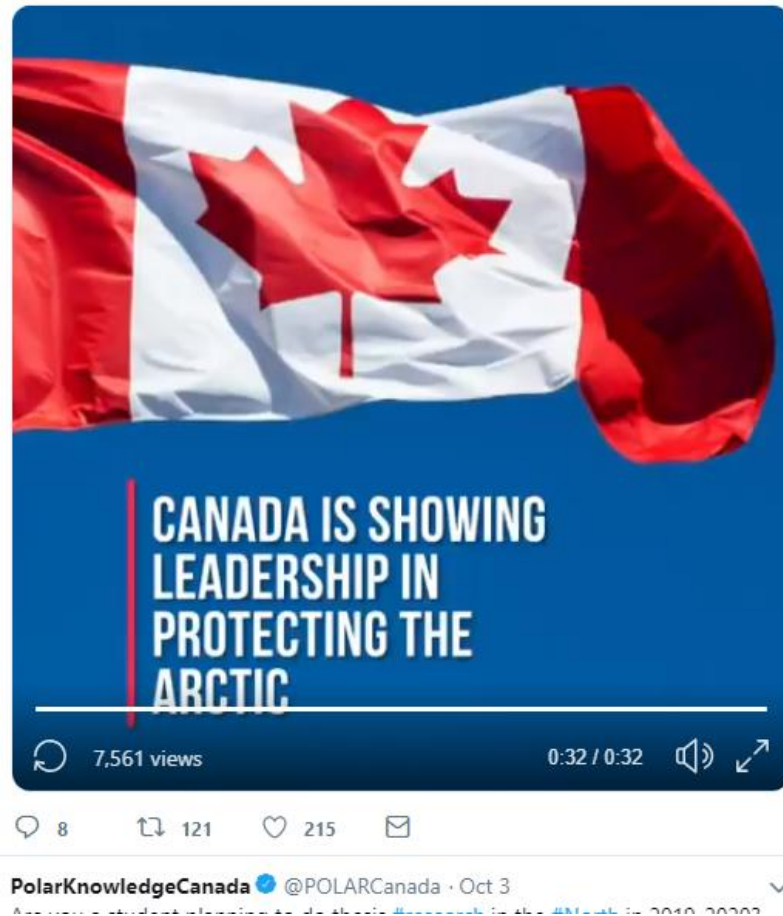 CANADA IS SHOWING
LEADERSHIP IN
PROTECTING THE
ARCTIC
7,561 views
0:32 / 0:32
8 121 215
PolarKnowledgeCanada @POLARCanada · Oct 3
Are you a student planning to do thesis #research in the #North in 2019-2020?